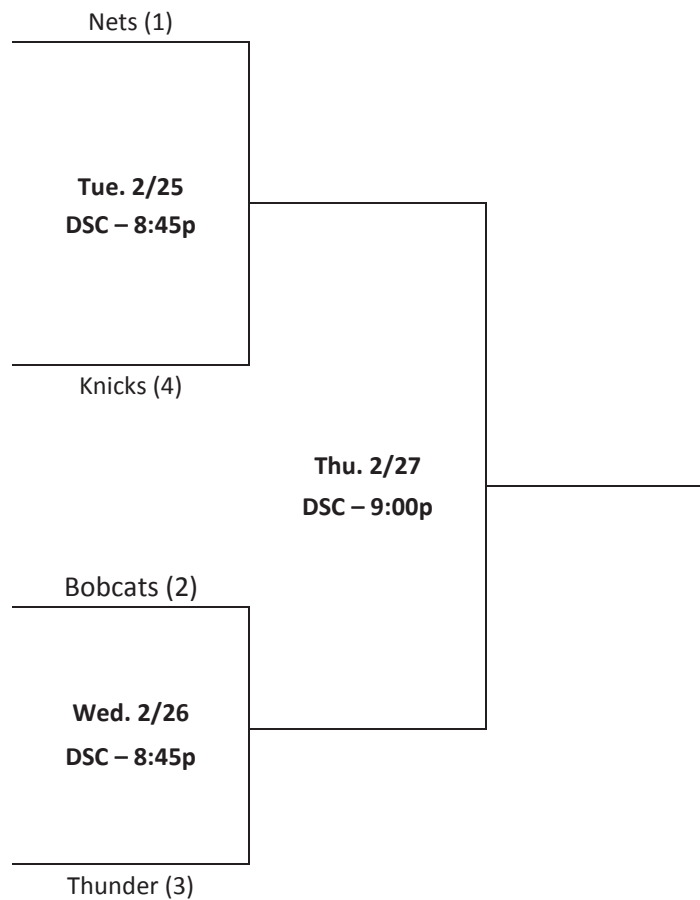 Nets (1)
Tue. 2/25
DSC – 8:45p
Knicks (4)
Thu. 2/27
DSC – 9:00p
Bobcats (2)
Wed. 2/26
DSC – 8:45p
Thunder (3)